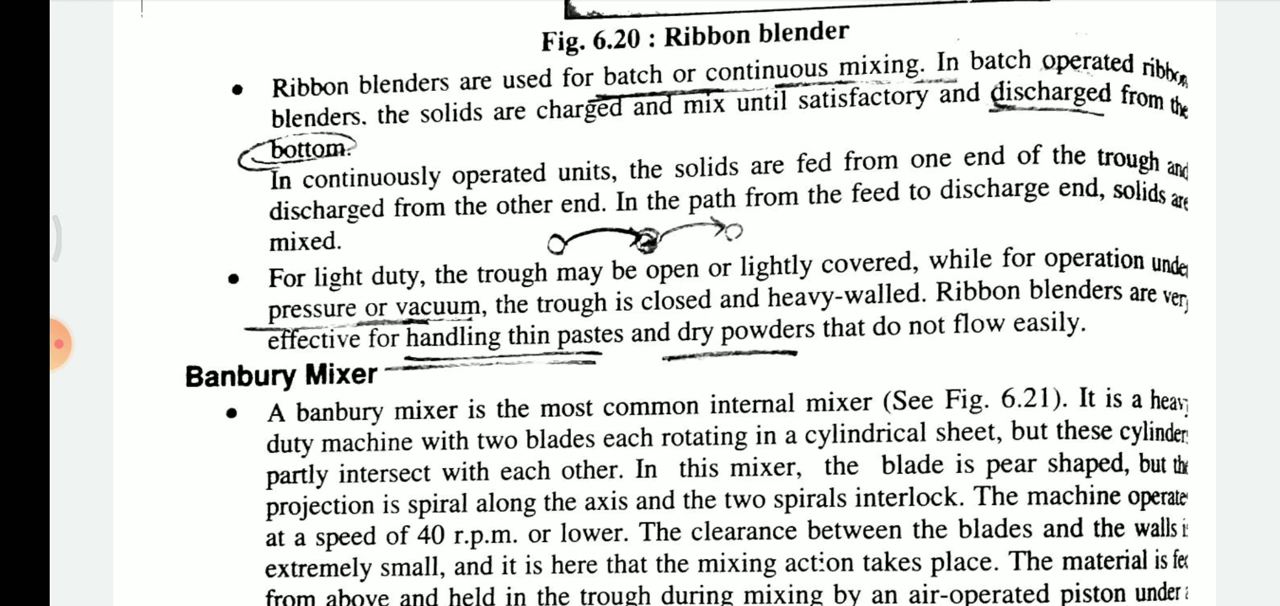 Fig. 6.20 : Ribbon blender
• Ribbon blenders are used for batch or continuous mixing. In batch operated ribbon
blenders. the solids are charged and mix until satisfactory and discharged from the
bottom.
In continuously operated units, the solids are fed from one end of the trough and
discharged from the other end. In the path from the feed to discharge end, solids are
mixed.
• For light duty, the trough may be open or lightly covered, while for operation unde
pressure or vacuum, the trough is closed and heavy-walled. Ribbon blenders are ver
effective for handling thin pastes and dry powders that do not flow easily.
Banbury Mixer
• A banbury mixer is the most common internal mixer (See Fig. 6.21). It is a heavy
duty machine with two blades each rotating in a cylindrical sheet, but these cylinder
partly intersect with each other. In this mixer, the blade is pear shaped, but the
projection is spiral along the axis and the two spirals interlock. The machine operate
at a speed of 40 r.p.m. or lower. The clearance between the blades and the walls i
extremely small, and it is here that the mixing action takes place. The material is fed
from above and held in the trough during mixing by an air-operated piston under a